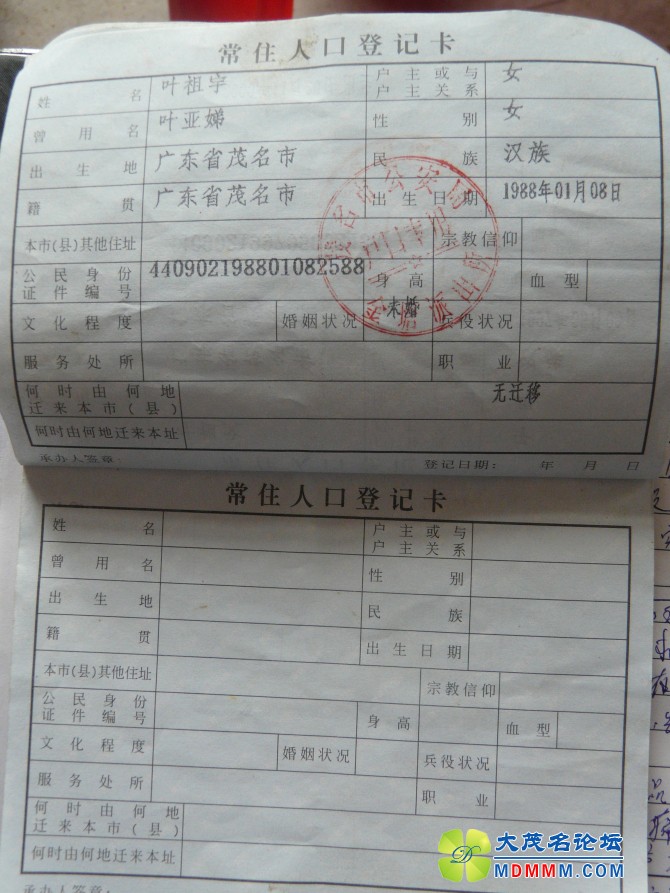 常住人口登记卡
姓名 叶祖宇 户主或与户主关系 女
曾用名 叶亚娣 性别 女
出生地 广东省茂名市 民族 汉族
籍贯 广东省茂名市 出生日期 1988年01月08日
本市(县)其他住址 宗教信仰
公民身份证件编号 440902198801082588 身高 血型
文化程度 婚姻状况 未婚 兵役状况
服务处所 职业
何时由何地迁来本市(县) 无迁移
何时由何地迁来本址
承办人签章: 登记日期: 年 月 日
常住人口登记卡
姓名 户主或与户主关系
曾用名 性别
出生地 民族
籍贯 出生日期
本市(县)其他住址 宗教信仰
公民身份证件编号 身高 血型
文化程度 婚姻状况 兵役状况
服务处所 职业
何时由何地迁来本市(县)
何时由何地迁来本址
承办人签章:
大茂名论坛
MDMMM.COM